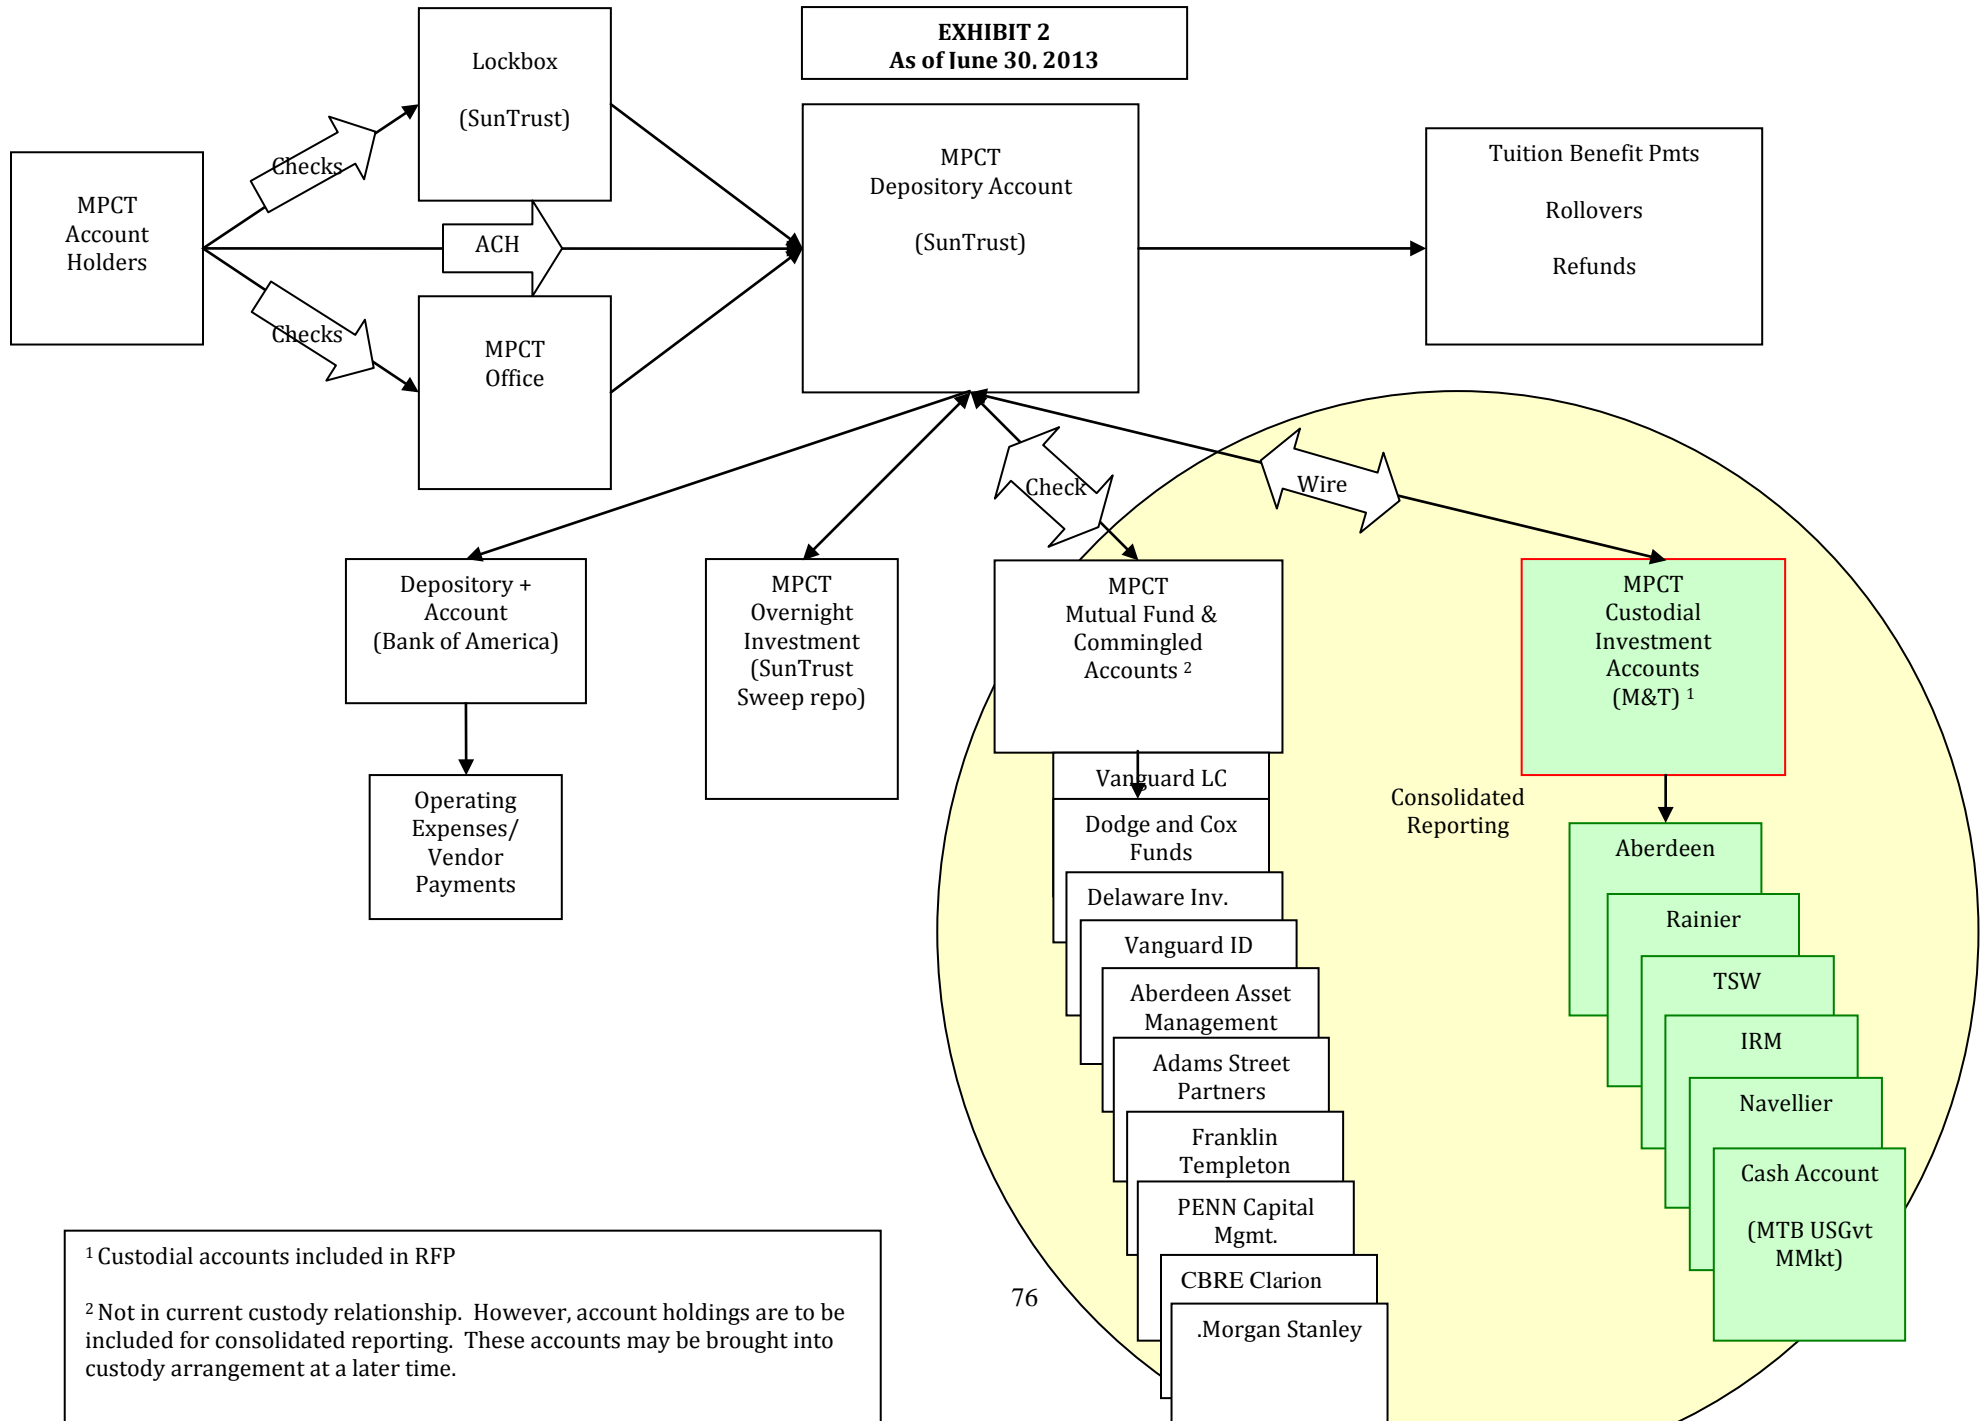 EXHIBIT 2
As of June 30, 2013
Lockbox
(SunTrust)
MPCT
Account
Holders
Checks
ACH
Checks
MPCT
Office
MPCT
Depository Account
(SunTrust)
Tuition Benefit Pmts
Rollovers
Refunds
Check
Wire
Depository +
Account
(Bank of America)
Operating
Expenses/
Vendor
Payments
MPCT
Overnight
Investment
(SunTrust
Sweep repo)
MPCT
Mutual Fund &
Commingled
Accounts ²
Vanguard LC
Dodge and Cox
Funds
Delaware Inv.
Vanguard ID
Aberdeen Asset
Management
Adams Street
Partners
Franklin
Templeton
PENN Capital
Mgmt.
CBRE Clarion
.Morgan Stanley
Consolidated
Reporting
MPCT
Custodial
Investment
Accounts
(M&T) ¹
Aberdeen
Rainier
TSW
IRM
Navellier
Cash Account
(MTB USGvt
MMkt)
¹ Custodial accounts included in RFP
² Not in current custody relationship.  However, account holdings are to be
included for consolidated reporting.  These accounts may be brought into
custody arrangement at a later time.
76